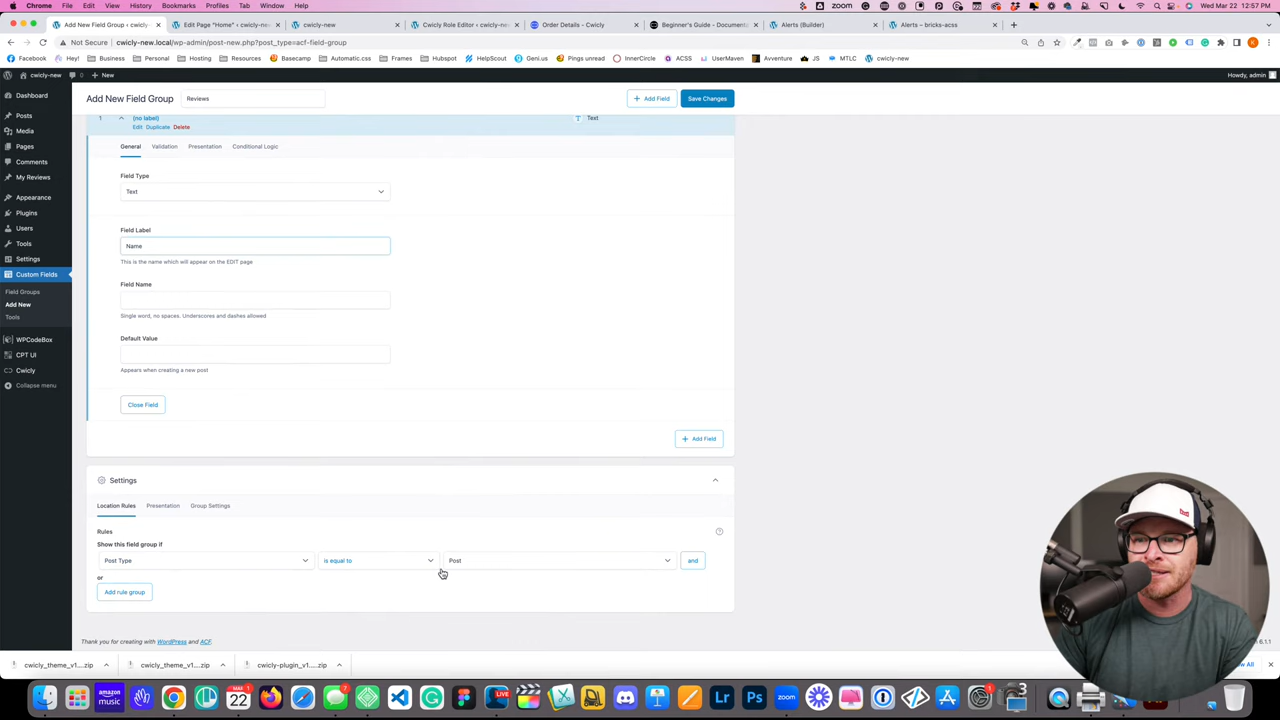 Chrome File Edit View History Bookmarks Profiles Tab Window Help zoom Wed Mar 22 12:57 PM
Add New Field Group ‹ cwicly-n Edit Page "Home" ‹ cwicly-new cwicly-new Cwicly Role Editor ‹ cwicly-ne Order Details – Cwicly Beginner's Guide - Documentat Alerts (Builder) Alerts – bricks-acss
Not Secure cwicly-new.local/wp-admin/post-new.php?post_type=acf-field-group
Facebook Hey! Business Personal Hosting Resources Basecamp Automatic.css Frames Hubspot HelpScout Geni.us Pings unread InnerCircle ACSS UserMaven Avventure JS MTLC cwicly-new
cwicly-new 0 New Howdy, admin
Dashboard
Posts
Media
Pages
Comments
My Reviews
Appearance
Plugins
Users
Tools
Settings
Custom Fields
Field Groups
Add New
Tools
WPCodeBox
CPT UI
Cwicly
Collapse menu
Add New Field Group Reviews + Add Field Save Changes
1 (no label) Text
Edit Duplicate Delete
General Validation Presentation Conditional Logic
Field Type
Text
Field Label
Name
This is the name which will appear on the EDIT page
Field Name
Single word, no spaces. Underscores and dashes allowed
Default Value
Appears when creating a new post
Close Field
+ Add Field
Settings
Location Rules Presentation Group Settings
Rules
Show this field group if
Post Type is equal to Post and
or
Add rule group
Thank you for creating with WordPress and ACF. 6.1.1
cwicly_theme_v1....zip cwicly_theme_v1....zip cwicly-plugin_v1....zip